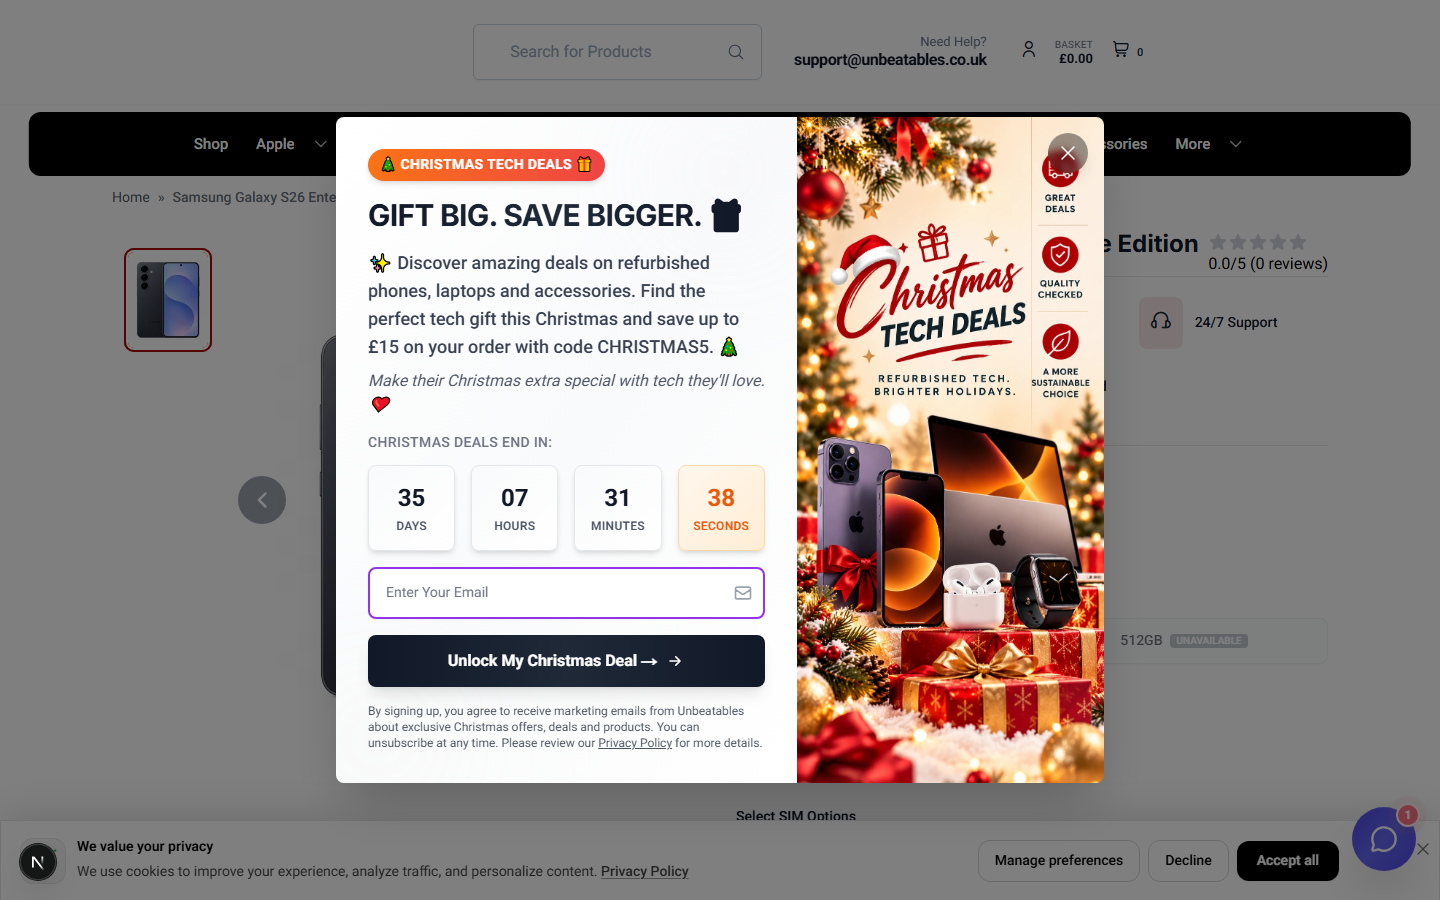 Search for Products
Need Help?
support@unbeatables.co.uk
BASKET
£0.00
0
Shop
Apple
ssories
More
Home » Samsung Galaxy S26 Ente
e Edition
0.0/5 (0 reviews)
24/7 Support
🎄 CHRISTMAS TECH DEALS 🎁
GIFT BIG. SAVE BIGGER.
✨ Discover amazing deals on refurbished
phones, laptops and accessories. Find the
perfect tech gift this Christmas and save up to
£15 on your order with code CHRISTMAS5. 🎄
Make their Christmas extra special with tech they'll love.
❤️
CHRISTMAS DEALS END IN:
35
DAYS
07
HOURS
31
MINUTES
38
SECONDS
Enter Your Email
Unlock My Christmas Deal → →
By signing up, you agree to receive marketing emails from Unbeatables
about exclusive Christmas offers, deals and products. You can
unsubscribe at any time. Please review our Privacy Policy for more details.
GREAT
DEALS
QUALITY
CHECKED
A MORE
SUSTAINABLE
CHOICE
Christmas
TECH DEALS
REFURBISHED TECH.
BRIGHTER HOLIDAYS.
512GB
UNAVAILABLE
Select SIM Options
N
We value your privacy
We use cookies to improve your experience, analyze traffic, and personalize content. Privacy Policy
Manage preferences
Decline
Accept all
1